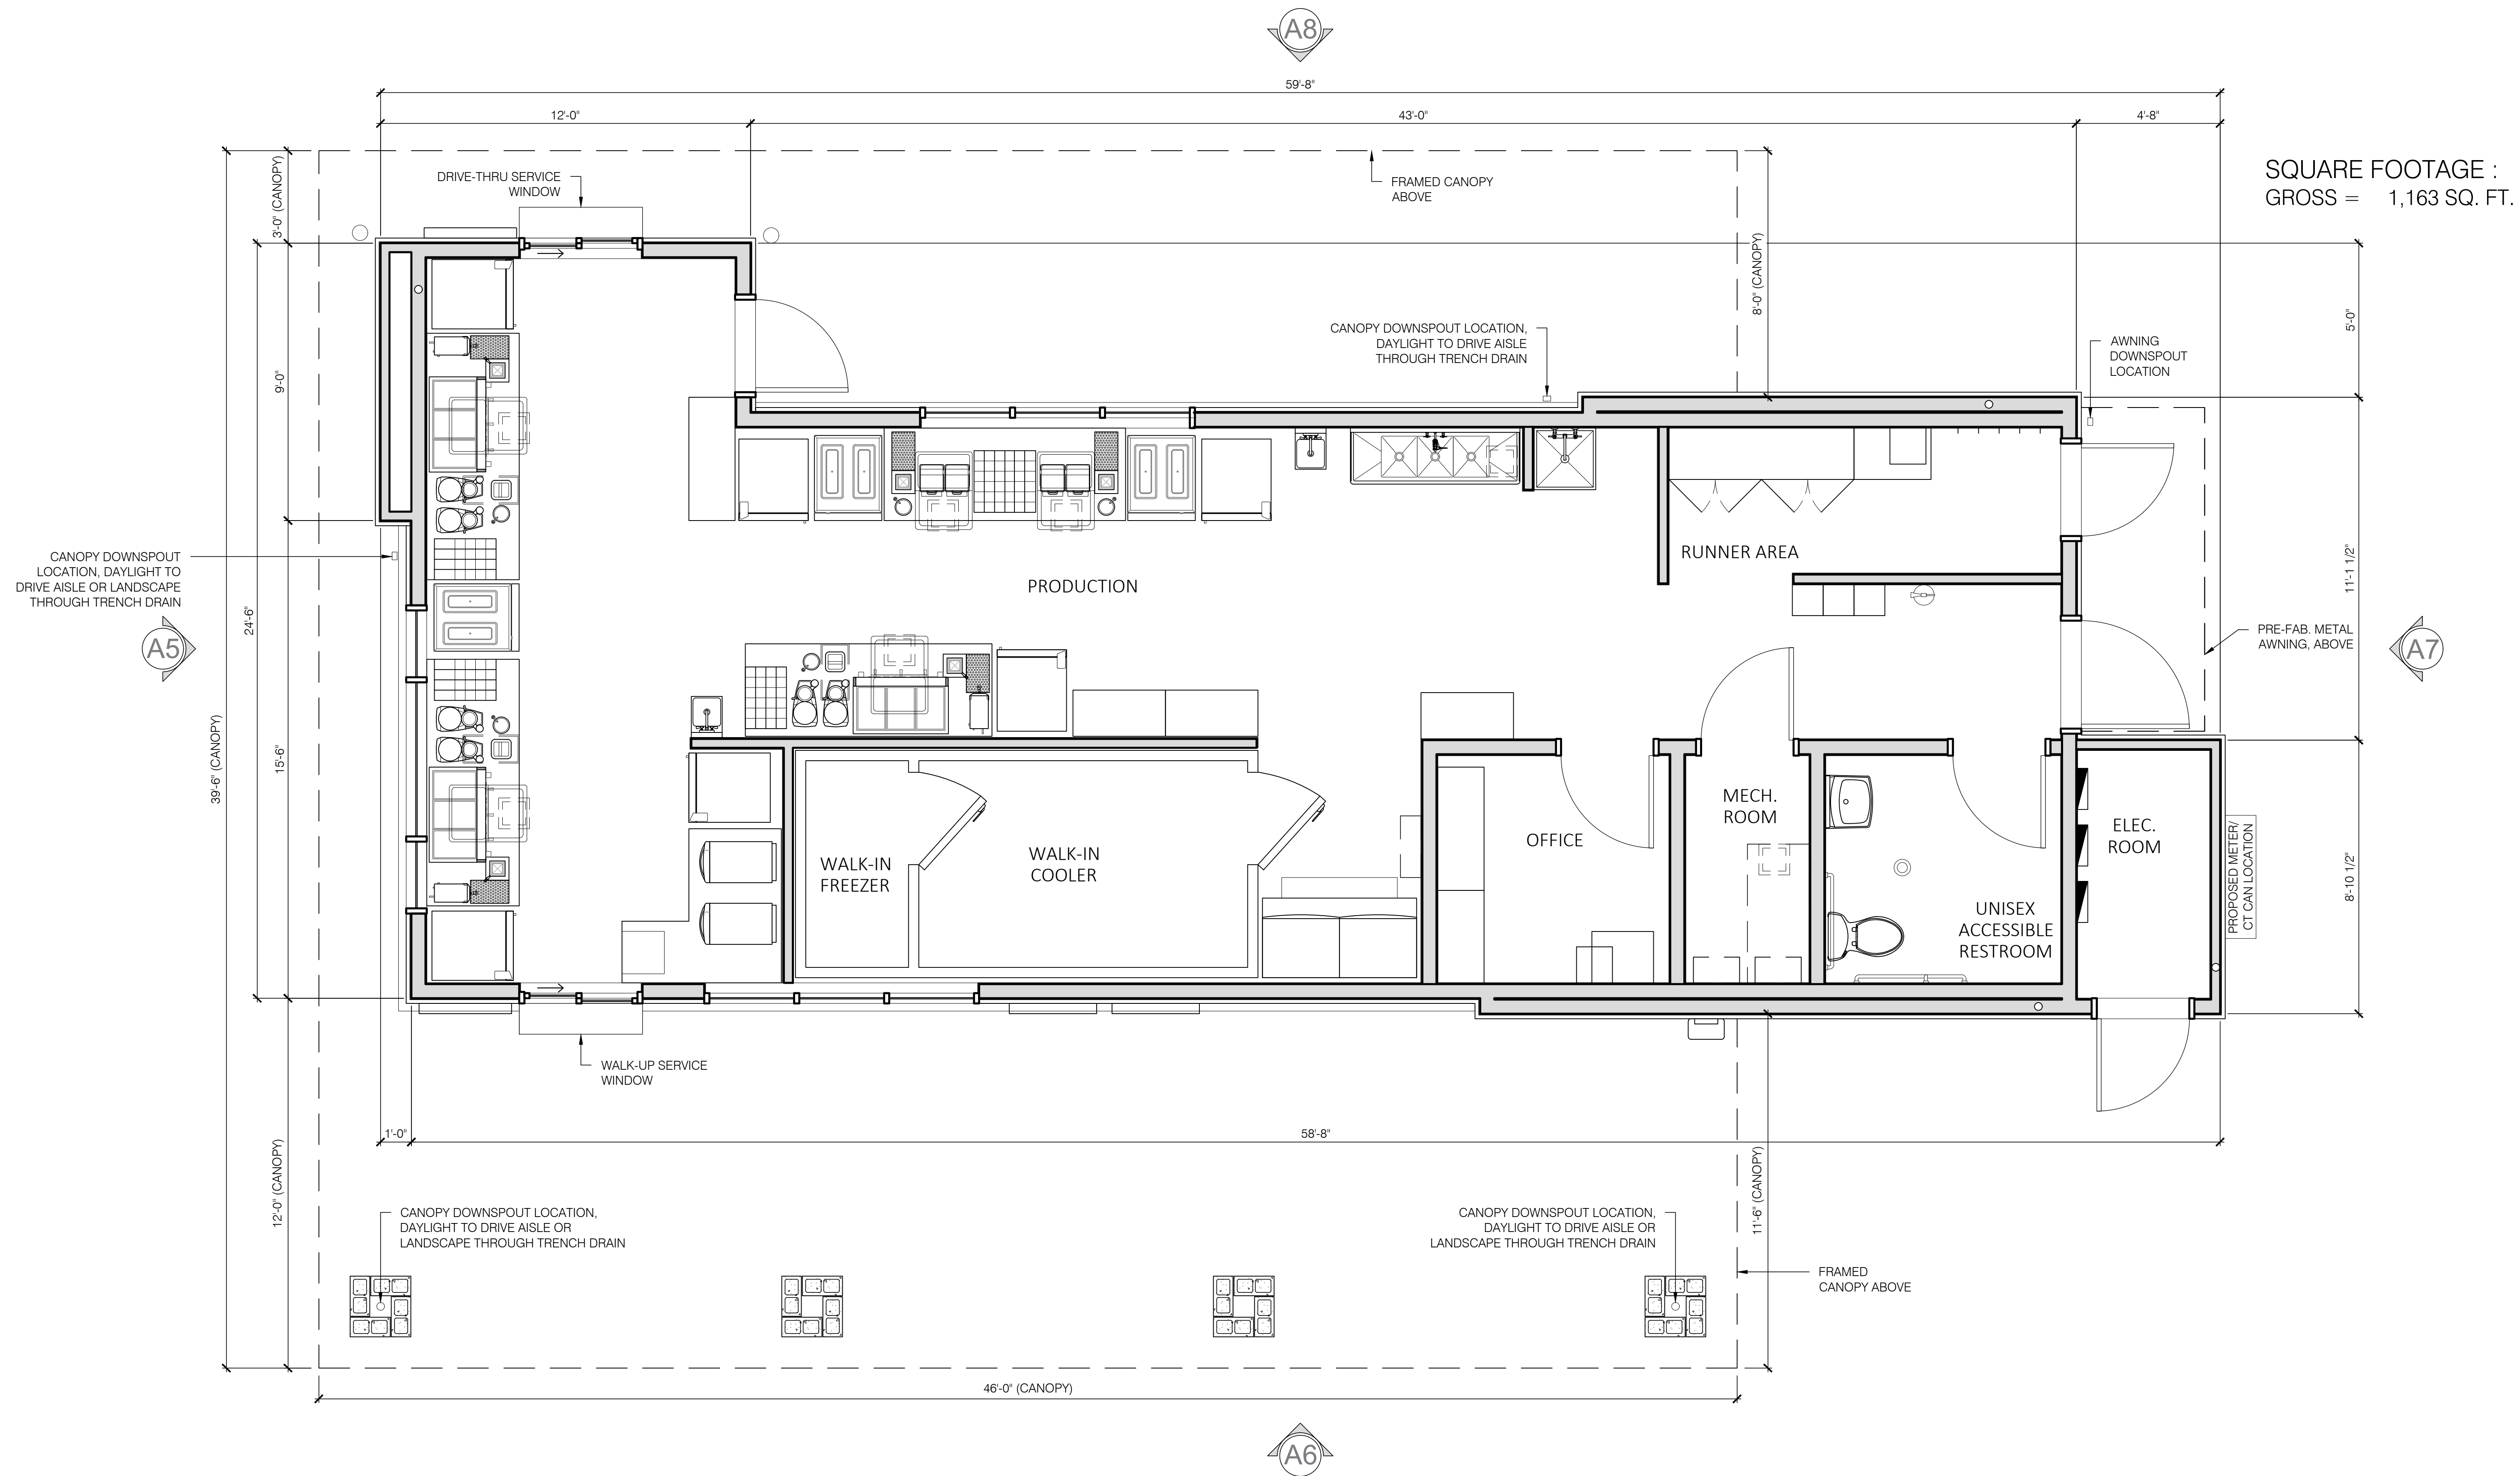 A8
59'-8"
12'-0"
43'-0"
4'-8"
SQUARE FOOTAGE :
GROSS = 1,163 SQ. FT.
3'-0" (CANOPY)
DRIVE-THRU SERVICE
WINDOW
FRAMED CANOPY
ABOVE
8'-0" (CANOPY)
5'-0"
CANOPY DOWNSPOUT LOCATION,
DAYLIGHT TO DRIVE AISLE
THROUGH TRENCH DRAIN
AWNING
DOWNSPOUT
LOCATION
9'-0"
CANOPY DOWNSPOUT
LOCATION, DAYLIGHT TO
DRIVE AISLE OR LANDSCAPE
THROUGH TRENCH DRAIN
RUNNER AREA
PRODUCTION
11'-1 1/2"
24'-6"
A5
PRE-FAB. METAL
AWNING, ABOVE
A7
39'-6" (CANOPY)
15'-6"
WALK-IN
FREEZER
WALK-IN
COOLER
OFFICE
MECH.
ROOM
UNISEX
ACCESSIBLE
RESTROOM
ELEC.
ROOM
PROPOSED METER/
CT CAN LOCATION
8'-10 1/2"
WALK-UP SERVICE
WINDOW
1'-0"
58'-8"
12'-0" (CANOPY)
11'-6" (CANOPY)
CANOPY DOWNSPOUT LOCATION,
DAYLIGHT TO DRIVE AISLE OR
LANDSCAPE THROUGH TRENCH DRAIN
CANOPY DOWNSPOUT LOCATION,
DAYLIGHT TO DRIVE AISLE OR
LANDSCAPE THROUGH TRENCH DRAIN
FRAMED
CANOPY ABOVE
46'-0" (CANOPY)
A6